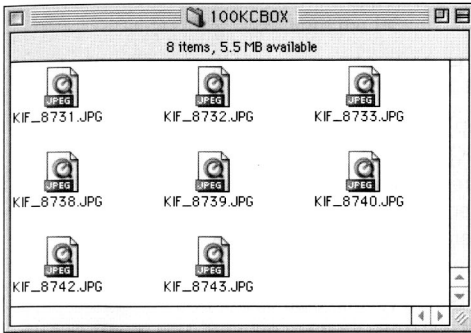 100KCBOX
8 items, 5.5 MB available
JPEG JPEG JPEG
KIF_8731.JPG KIF_8732.JPG KIF_8733.JPG
JPEG JPEG JPEG
KIF_8738.JPG KIF_8739.JPG KIF_8740.JPG
JPEG JPEG
KIF_8742.JPG KIF_8743.JPG